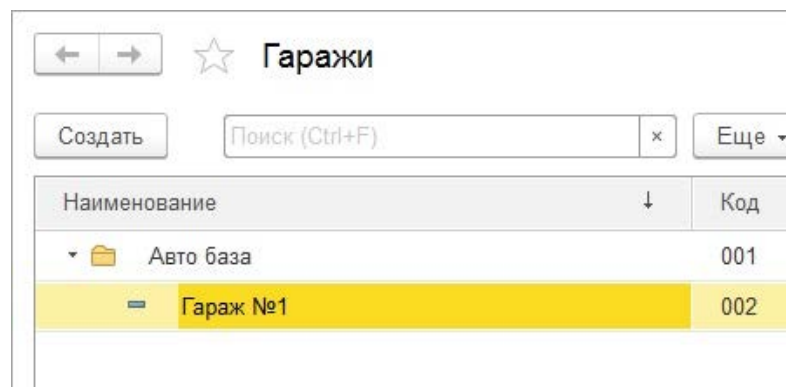 Гаражи
Создать Поиск (Ctrl+F) × Еще
Наименование ↓ Код
Авто база 001
Гараж №1 002